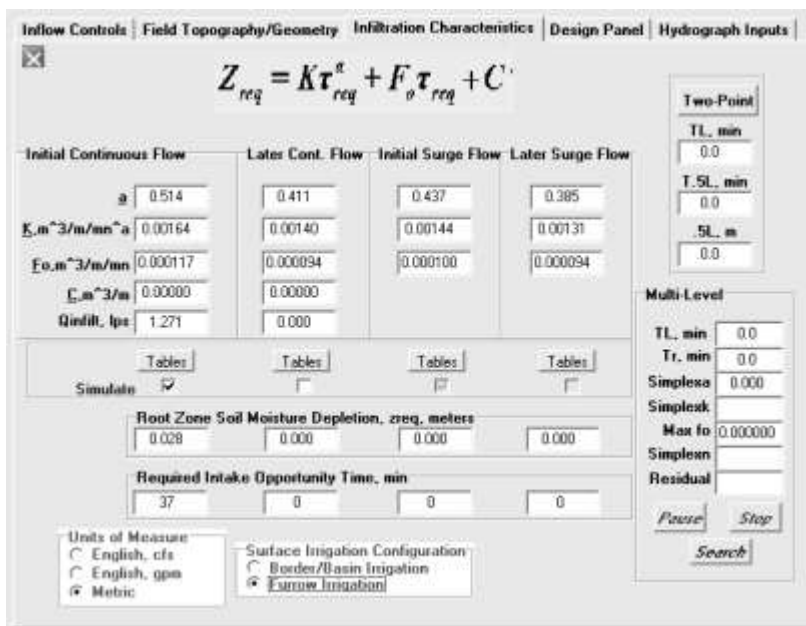 Inflow Controls | Field Topography/Geometry | Infiltration Characteristics | Design Panel | Hydrograph Inputs
Z_req = Kτ^a_req + F_o τ_req + C
Two-Point
TL, min
0.0
T.5L, min
0.0
.5L, m
0.0
Initial Continuous Flow Later Cont. Flow Initial Surge Flow Later Surge Flow
a 0.514 0.411 0.437 0.385
K,m^3/m/mn^a 0.00164 0.00140 0.00144 0.00131
Fo,m^3/m/mn 0.000117 0.000094 0.000100 0.000094
C,m^3/m 0.00000 0.00000
Qinfilt, lps 1.271 0.000
Tables Tables Tables Tables
Simulate
Root Zone Soil Moisture Depletion, zreq, meters
0.028 0.000 0.000 0.000
Required Intake Opportunity Time, min
37 0 0 0
Multi-Level
TL, min 0.0
Tr, min 0.0
Simplexa 0.000
Simplexk
Max fo 0.000000
Simplexn
Residual
Pause Stop
Search
Units of Measure
English, cfs
English, gpm
Metric
Surface Irrigation Configuration
Border/Basin Irrigation
Furrow Irrigation